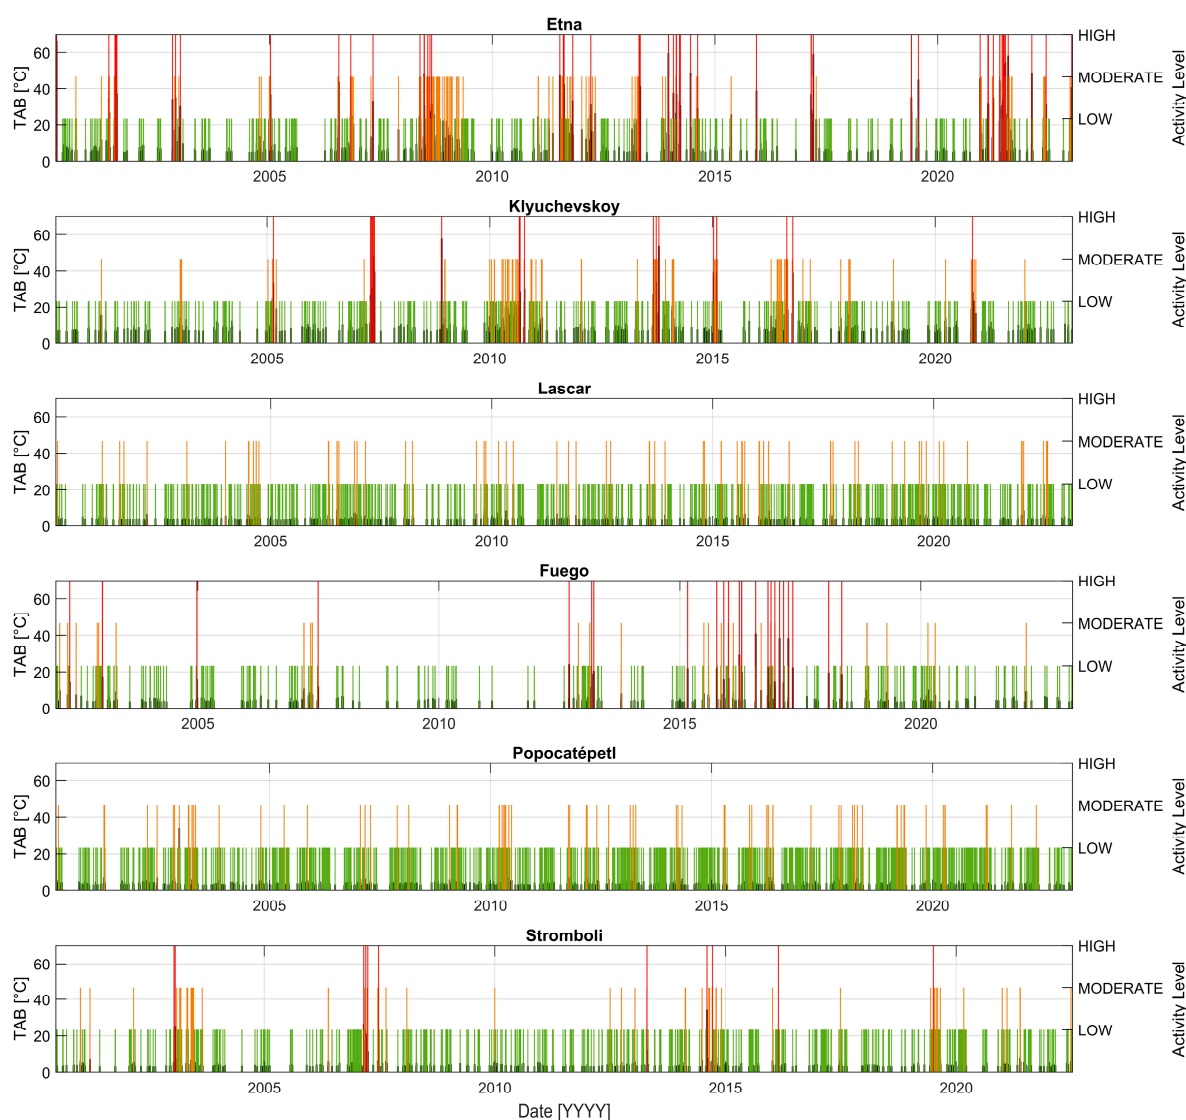 Etna
60
40
20
0
TAB [°C]
HIGH
MODERATE
LOW
Activity Level
2005
2010
2015
2020
Klyuchevskoy
60
40
20
0
TAB [°C]
HIGH
MODERATE
LOW
Activity Level
2005
2010
2015
2020
Lascar
60
40
20
0
TAB [°C]
HIGH
MODERATE
LOW
Activity Level
2005
2010
2015
2020
Fuego
60
40
20
0
TAB [°C]
HIGH
MODERATE
LOW
Activity Level
2005
2010
2015
2020
Popocatépetl
60
40
20
0
TAB [°C]
HIGH
MODERATE
LOW
Activity Level
2005
2010
2015
2020
Stromboli
60
40
20
0
TAB [°C]
HIGH
MODERATE
LOW
Activity Level
2005
2010
2015
2020
Date [YYYY]